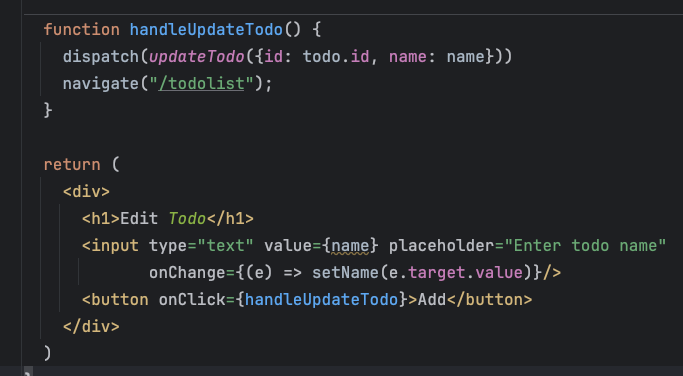 function handleUpdateTodo() {
  dispatch(updateTodo({id: todo.id, name: name}))
  navigate("/todolist");
}
return (
  <div>
    <h1>Edit Todo</h1>
    <input type="text" value={name} placeholder="Enter todo name"
           onChange={(e) => setName(e.target.value)}/>
    <button onClick={handleUpdateTodo}>Add</button>
  </div>
)
}